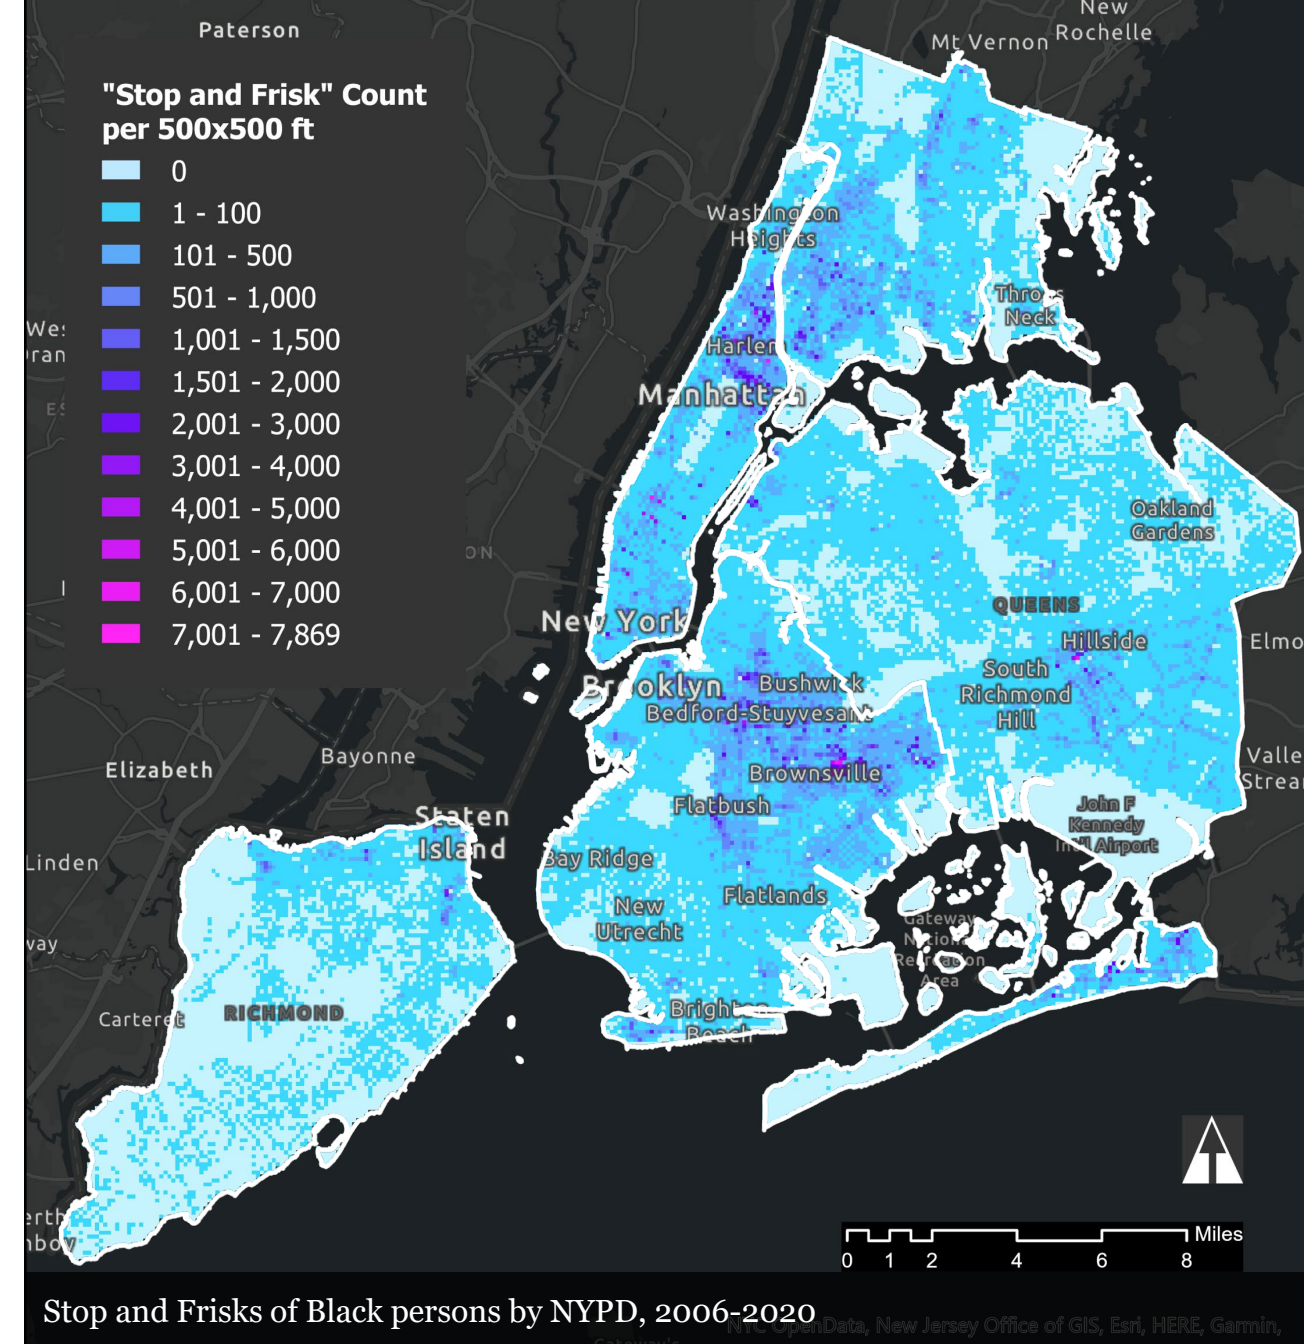 Paterson
New
Rochelle
Mt Vernon
"Stop and Frisk" Count
per 500x500 ft
0
1 - 100
101 - 500
501 - 1,000
1,001 - 1,500
1,501 - 2,000
2,001 - 3,000
3,001 - 4,000
4,001 - 5,000
5,001 - 6,000
6,001 - 7,000
7,001 - 7,869
Washington
Heights
Neck
Harlem
Manhattan
Oakland
Gardens
ON
QUEENS
New York
Hillside
Elmo
South
Richmond
Hill
Brooklyn
Bushwick
Bedford-Stuyvesant
Bayonne
Elizabeth
Brownsville
Valle
Strea
Flatbush
John F
Kennedy
Int'l Airport
Staten
Island
Linden
Bay Ridge
Flatlands
New
Utrecht
Gateway
National
Recreation
Area
way
Carteret
RICHMOND
Brighton
Beach
Miles
0 1 2 4 6 8
Stop and Frisks of Black persons by NYPD, 2006-2020
NYC OpenData, New Jersey Office of GIS, Esri, HERE, Garmin,